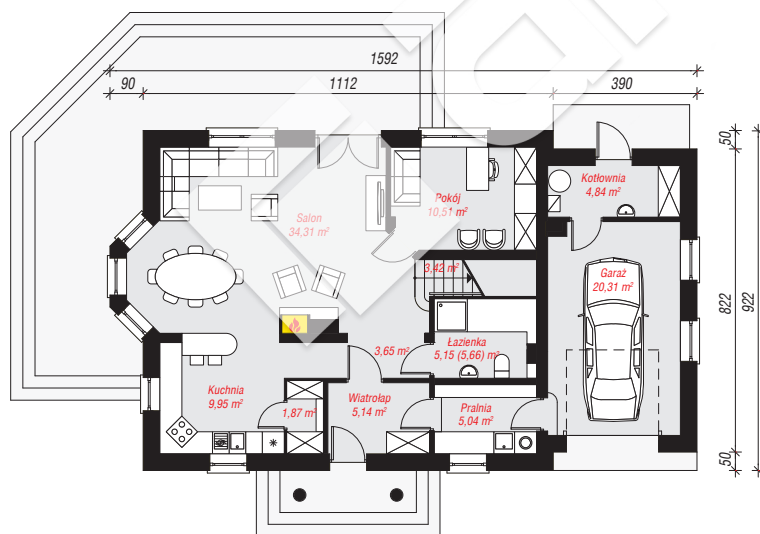 1592
90
1112
390
50
Kotłownia
4,84 m²
Pokój
10,51 m²
Salon
34,31 m²
3,42 m²
Garaż
20,31 m²
822
922
Łazienka
5,15 (5,66) m²
3,65 m²
Kuchnia
9,95 m²
Wiatrołap
5,14 m²
1,87 m²
Pralnia
5,04 m²
50